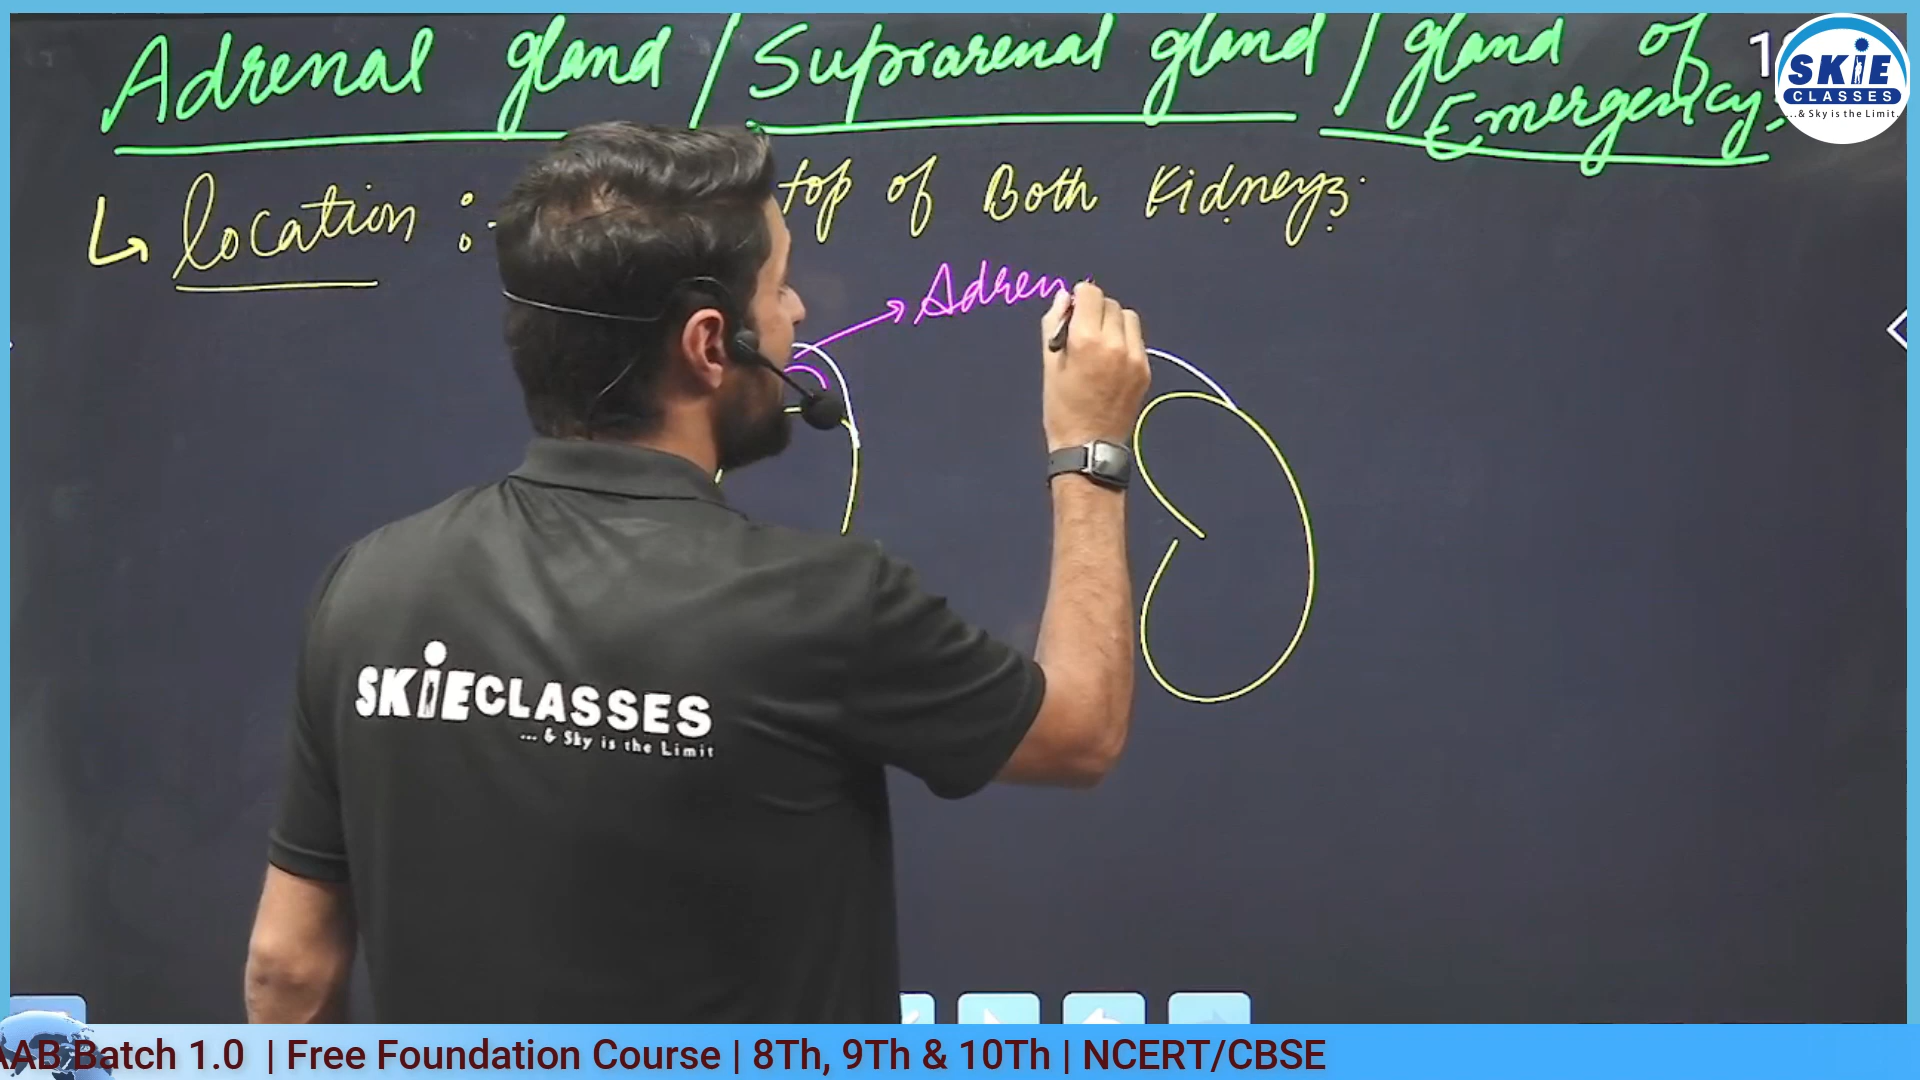 Adrenal gland / Suprarenal gland / gland of
Emergency:
SKIE
CLASSES
...& Sky is the Limit.
↳ location :- top of Both Kidneys.
→ Adren
SKIECLASSES
... & Sky is the Limit
AAB Batch 1.0 | Free Foundation Course | 8Th, 9Th & 10Th | NCERT/CBSE